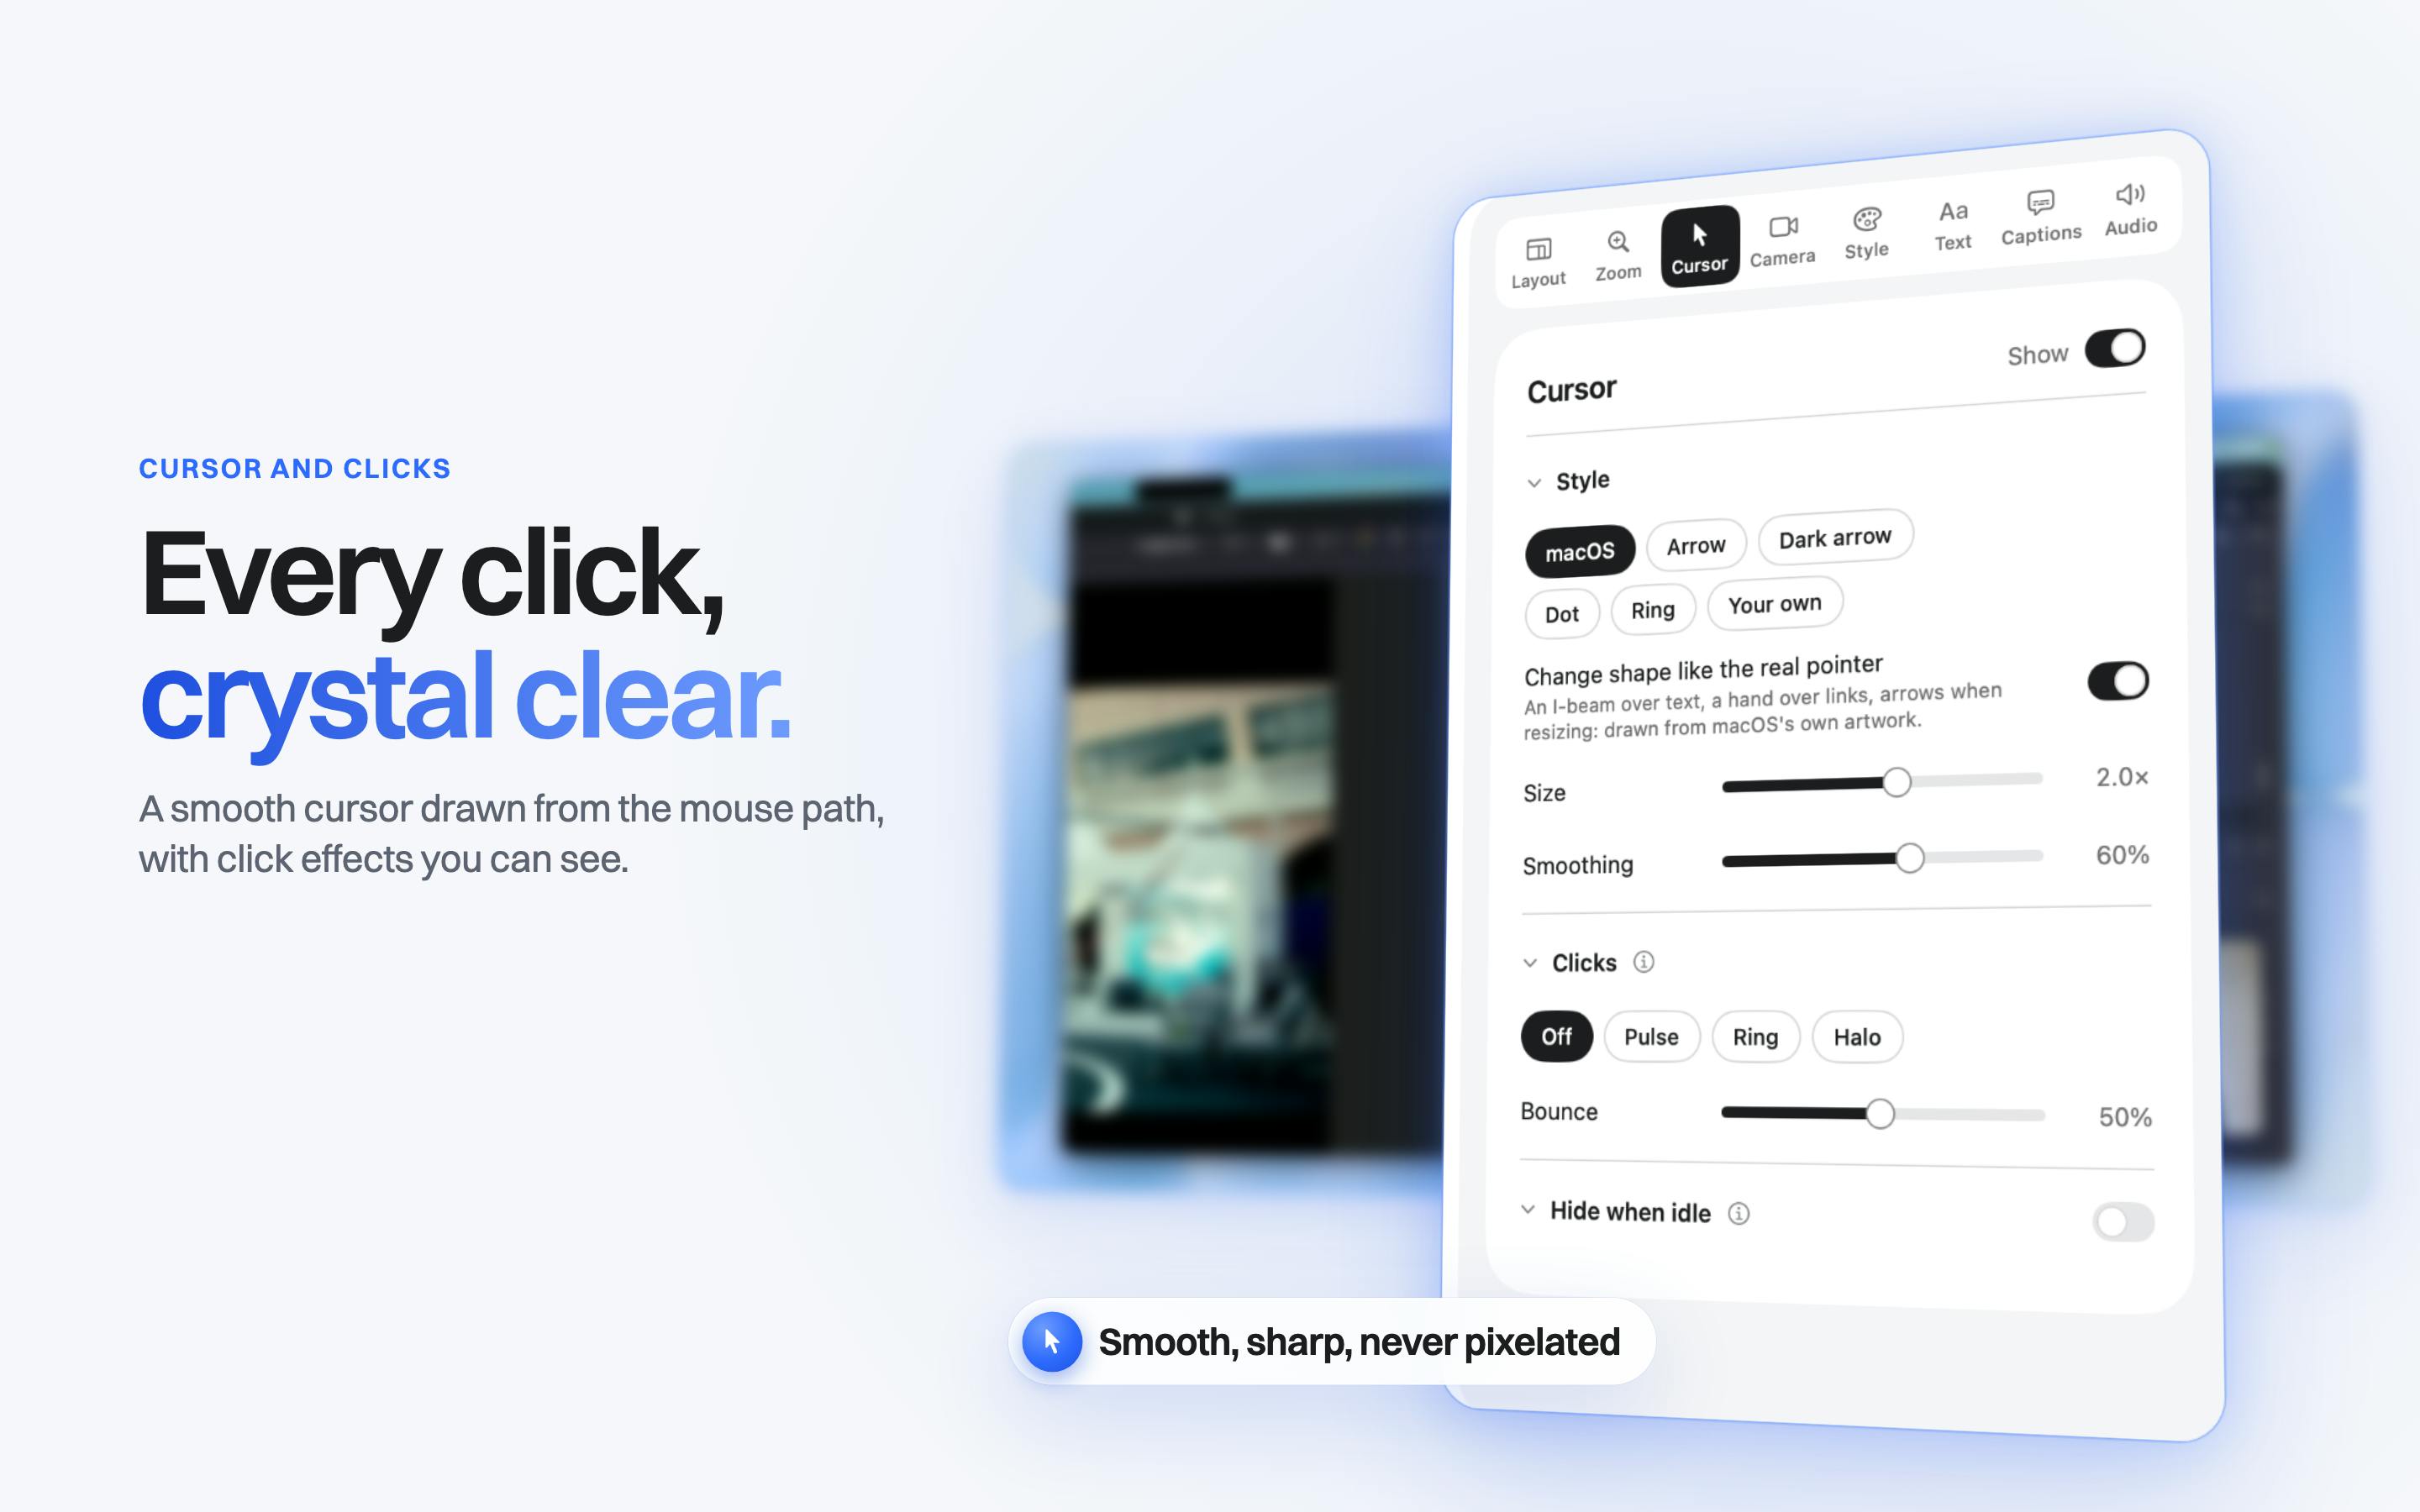 CURSOR AND CLICKS
Every click,
crystal clear.
A smooth cursor drawn from the mouse path,
with click effects you can see.
Layout
Zoom
Cursor
Camera
Style
Aa
Text
Captions
Audio
Cursor
Show
Style
macOS
Arrow
Dark arrow
Dot
Ring
Your own
Change shape like the real pointer
An I-beam over text, a hand over links, arrows when
resizing: drawn from macOS's own artwork.
Size
2.0×
Smoothing
60%
Clicks
Off
Pulse
Ring
Halo
Bounce
50%
Hide when idle
Smooth, sharp, never pixelated